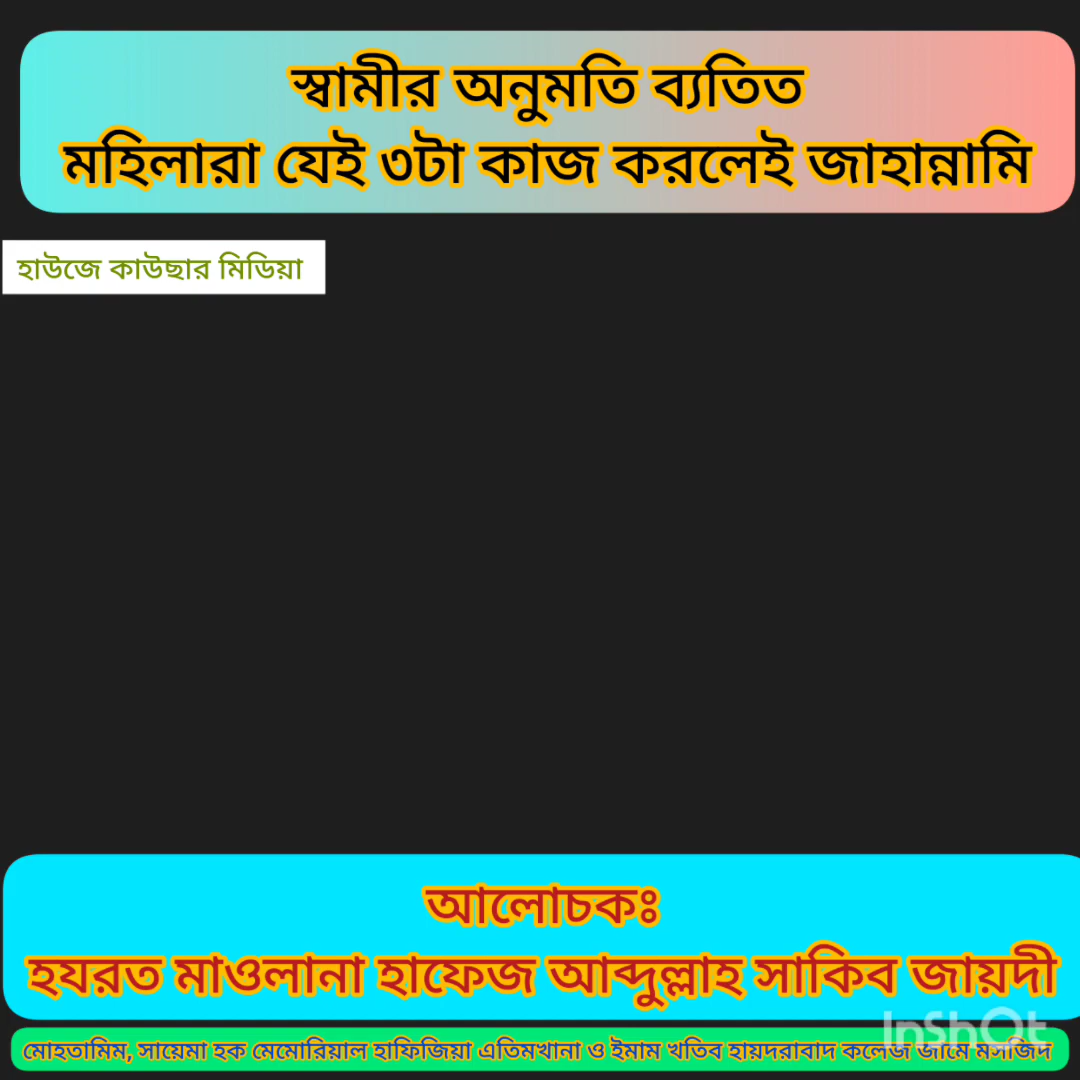 স্বামীর অনুমতি ব্যতিত
মহিলারা যেই ৩টা কাজ করলেই জাহান্নামি
হাউজে কাউছার মিডিয়া
আলোচকঃ
হযরত মাওলানা হাফেজ আব্দুল্লাহ সাকিব জায়দী
মোহতামিম, সায়েমা হক মেমোরিয়াল হাফিজিয়া এতিমখানা ও ইমাম খতিব হায়দরাবাদ কলেজ জামে মসজিদ
InShOt